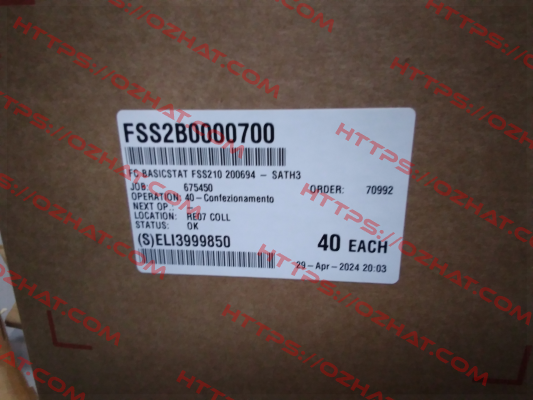 FSS2B0000700
FC BASICSTAT FSS210 200694 - SATH3
JOB: 675450 ORDER: 70992
OPERATION: 40-Confezionamento
NEXT OP.:
LOCATION: RE07 COLL
STATUS: OK
(S)ELI3999850 40 EACH
29-Apr-2024 20:03
HTTPS://OZHAT.COM